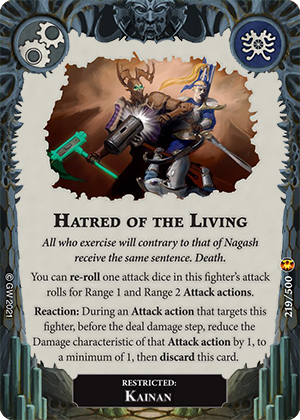 HATRED OF THE LIVING
All who exercise will contrary to that of Nagash
receive the same sentence. Death.
You can re-roll one attack dice in this fighter's attack
rolls for Range 1 and Range 2 Attack actions.
Reaction: During an Attack action that targets this
fighter, before the deal damage step, reduce the
Damage characteristic of that Attack action by 1, to
a minimum of 1, then discard this card.
RESTRICTED:
KAINAN
© GW 2021
219/500